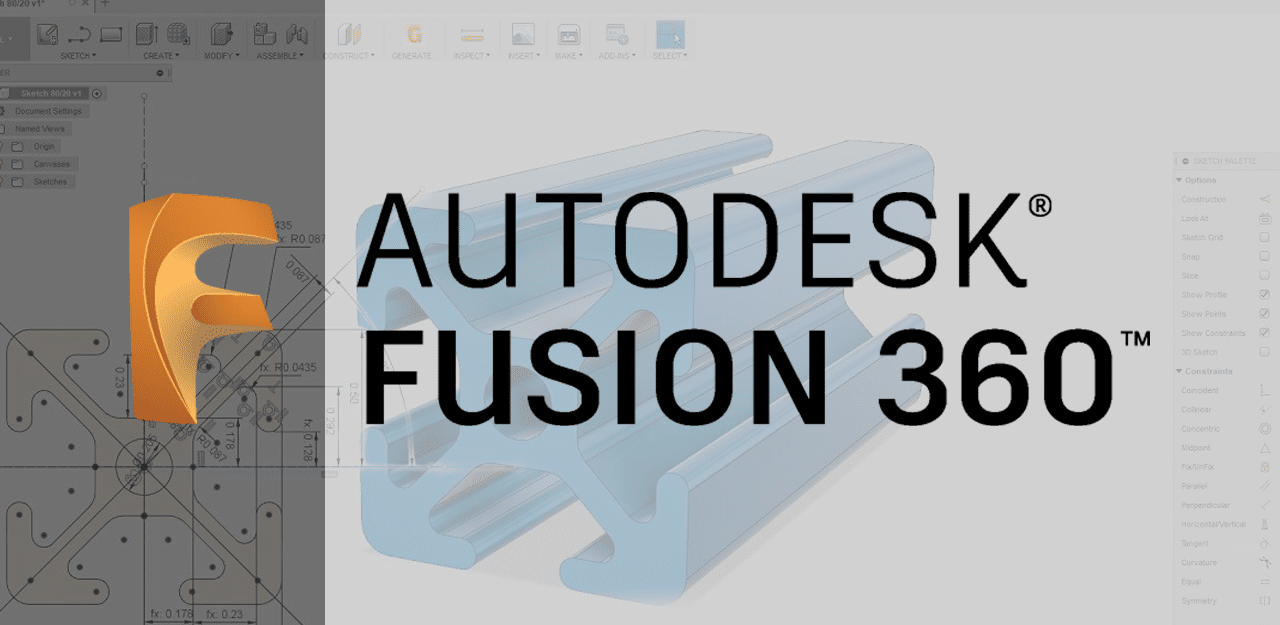 80/20 v1*
SKETCH
CREATE
MODIFY
ASSEMBLE
CONSTRUCT
GENERATE
INSPECT
INSERT
MAKE
ADD-INS
SELECT
Sketch 80/20 v1
Document Settings
Named Views
Origin
Canvases
Sketches
AUTODESK®
FUSION 360™
x: R0.087
0.087
fx: R0.0435
0.23
0.50
0.292
R0.087
0.178
fx: 0.128
fx: 0.178
fx: 0.23
SKETCH PALETTE
Options
Construction
Look At
Sketch Grid
Snap
Slice
Show Profile
Show Points
Show Constraints
3D Sketch
Constraints
Coincident
Collinear
Concentric
Midpoint
Fix/UnFix
Parallel
Perpendicular
Horizontal/Vertical
Tangent
Curvature
Equal
Symmetry